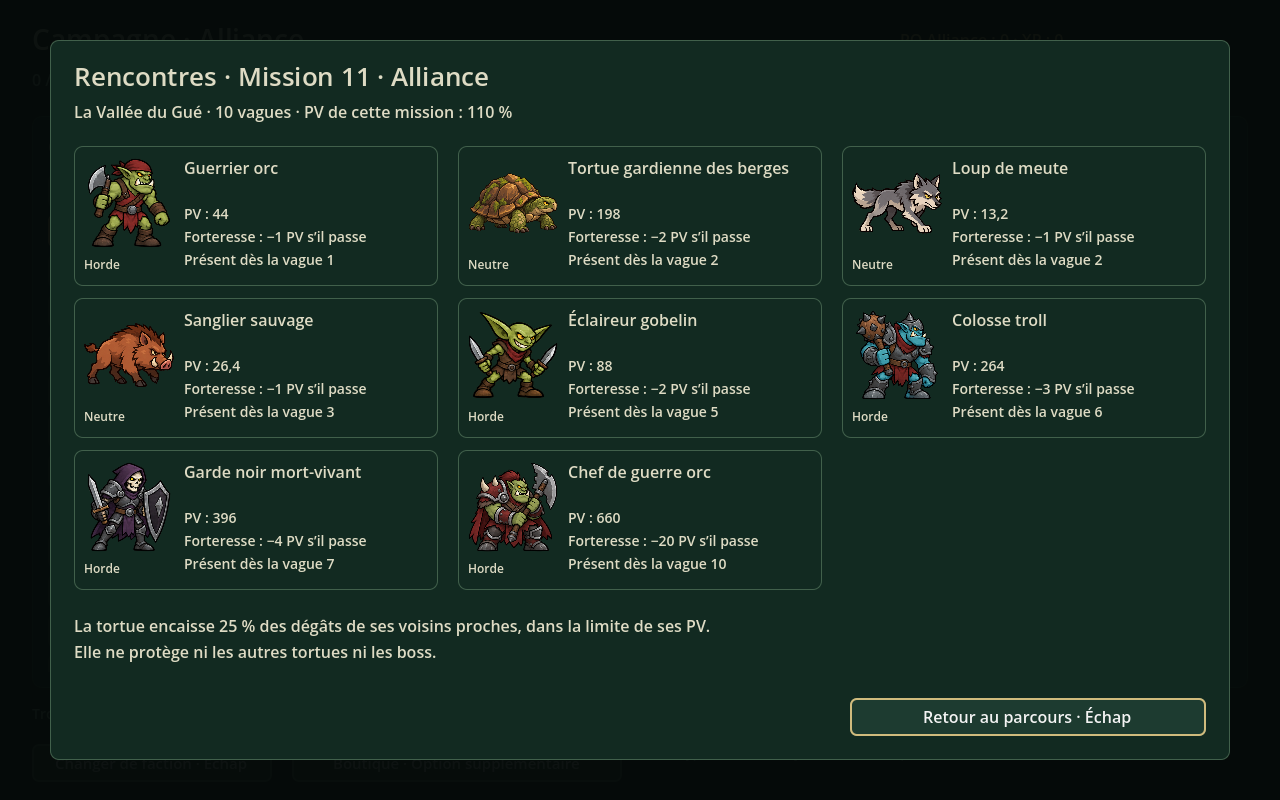 Campagne · Alliance
Rencontres · Mission 11 · Alliance
La Vallée du Gué · 10 vagues · PV de cette mission : 110 %
Guerrier orc
PV : 44
Forteresse : −1 PV s’il passe
Présent dès la vague 1
Horde
Tortue gardienne des berges
PV : 198
Forteresse : −2 PV s’il passe
Présent dès la vague 2
Neutre
Loup de meute
PV : 13,2
Forteresse : −1 PV s’il passe
Présent dès la vague 2
Neutre
Sanglier sauvage
PV : 26,4
Forteresse : −1 PV s’il passe
Présent dès la vague 3
Neutre
Éclaireur gobelin
PV : 88
Forteresse : −2 PV s’il passe
Présent dès la vague 5
Horde
Colosse troll
PV : 264
Forteresse : −3 PV s’il passe
Présent dès la vague 6
Horde
Garde noir mort-vivant
PV : 396
Forteresse : −4 PV s’il passe
Présent dès la vague 7
Horde
Chef de guerre orc
PV : 660
Forteresse : −20 PV s’il passe
Présent dès la vague 10
Horde
La tortue encaisse 25 % des dégâts de ses voisins proches, dans la limite de ses PV.
Elle ne protège ni les autres tortues ni les boss.
Retour au parcours · Échap
Changer de faction · Échap
Boutique · Option supplémentaire